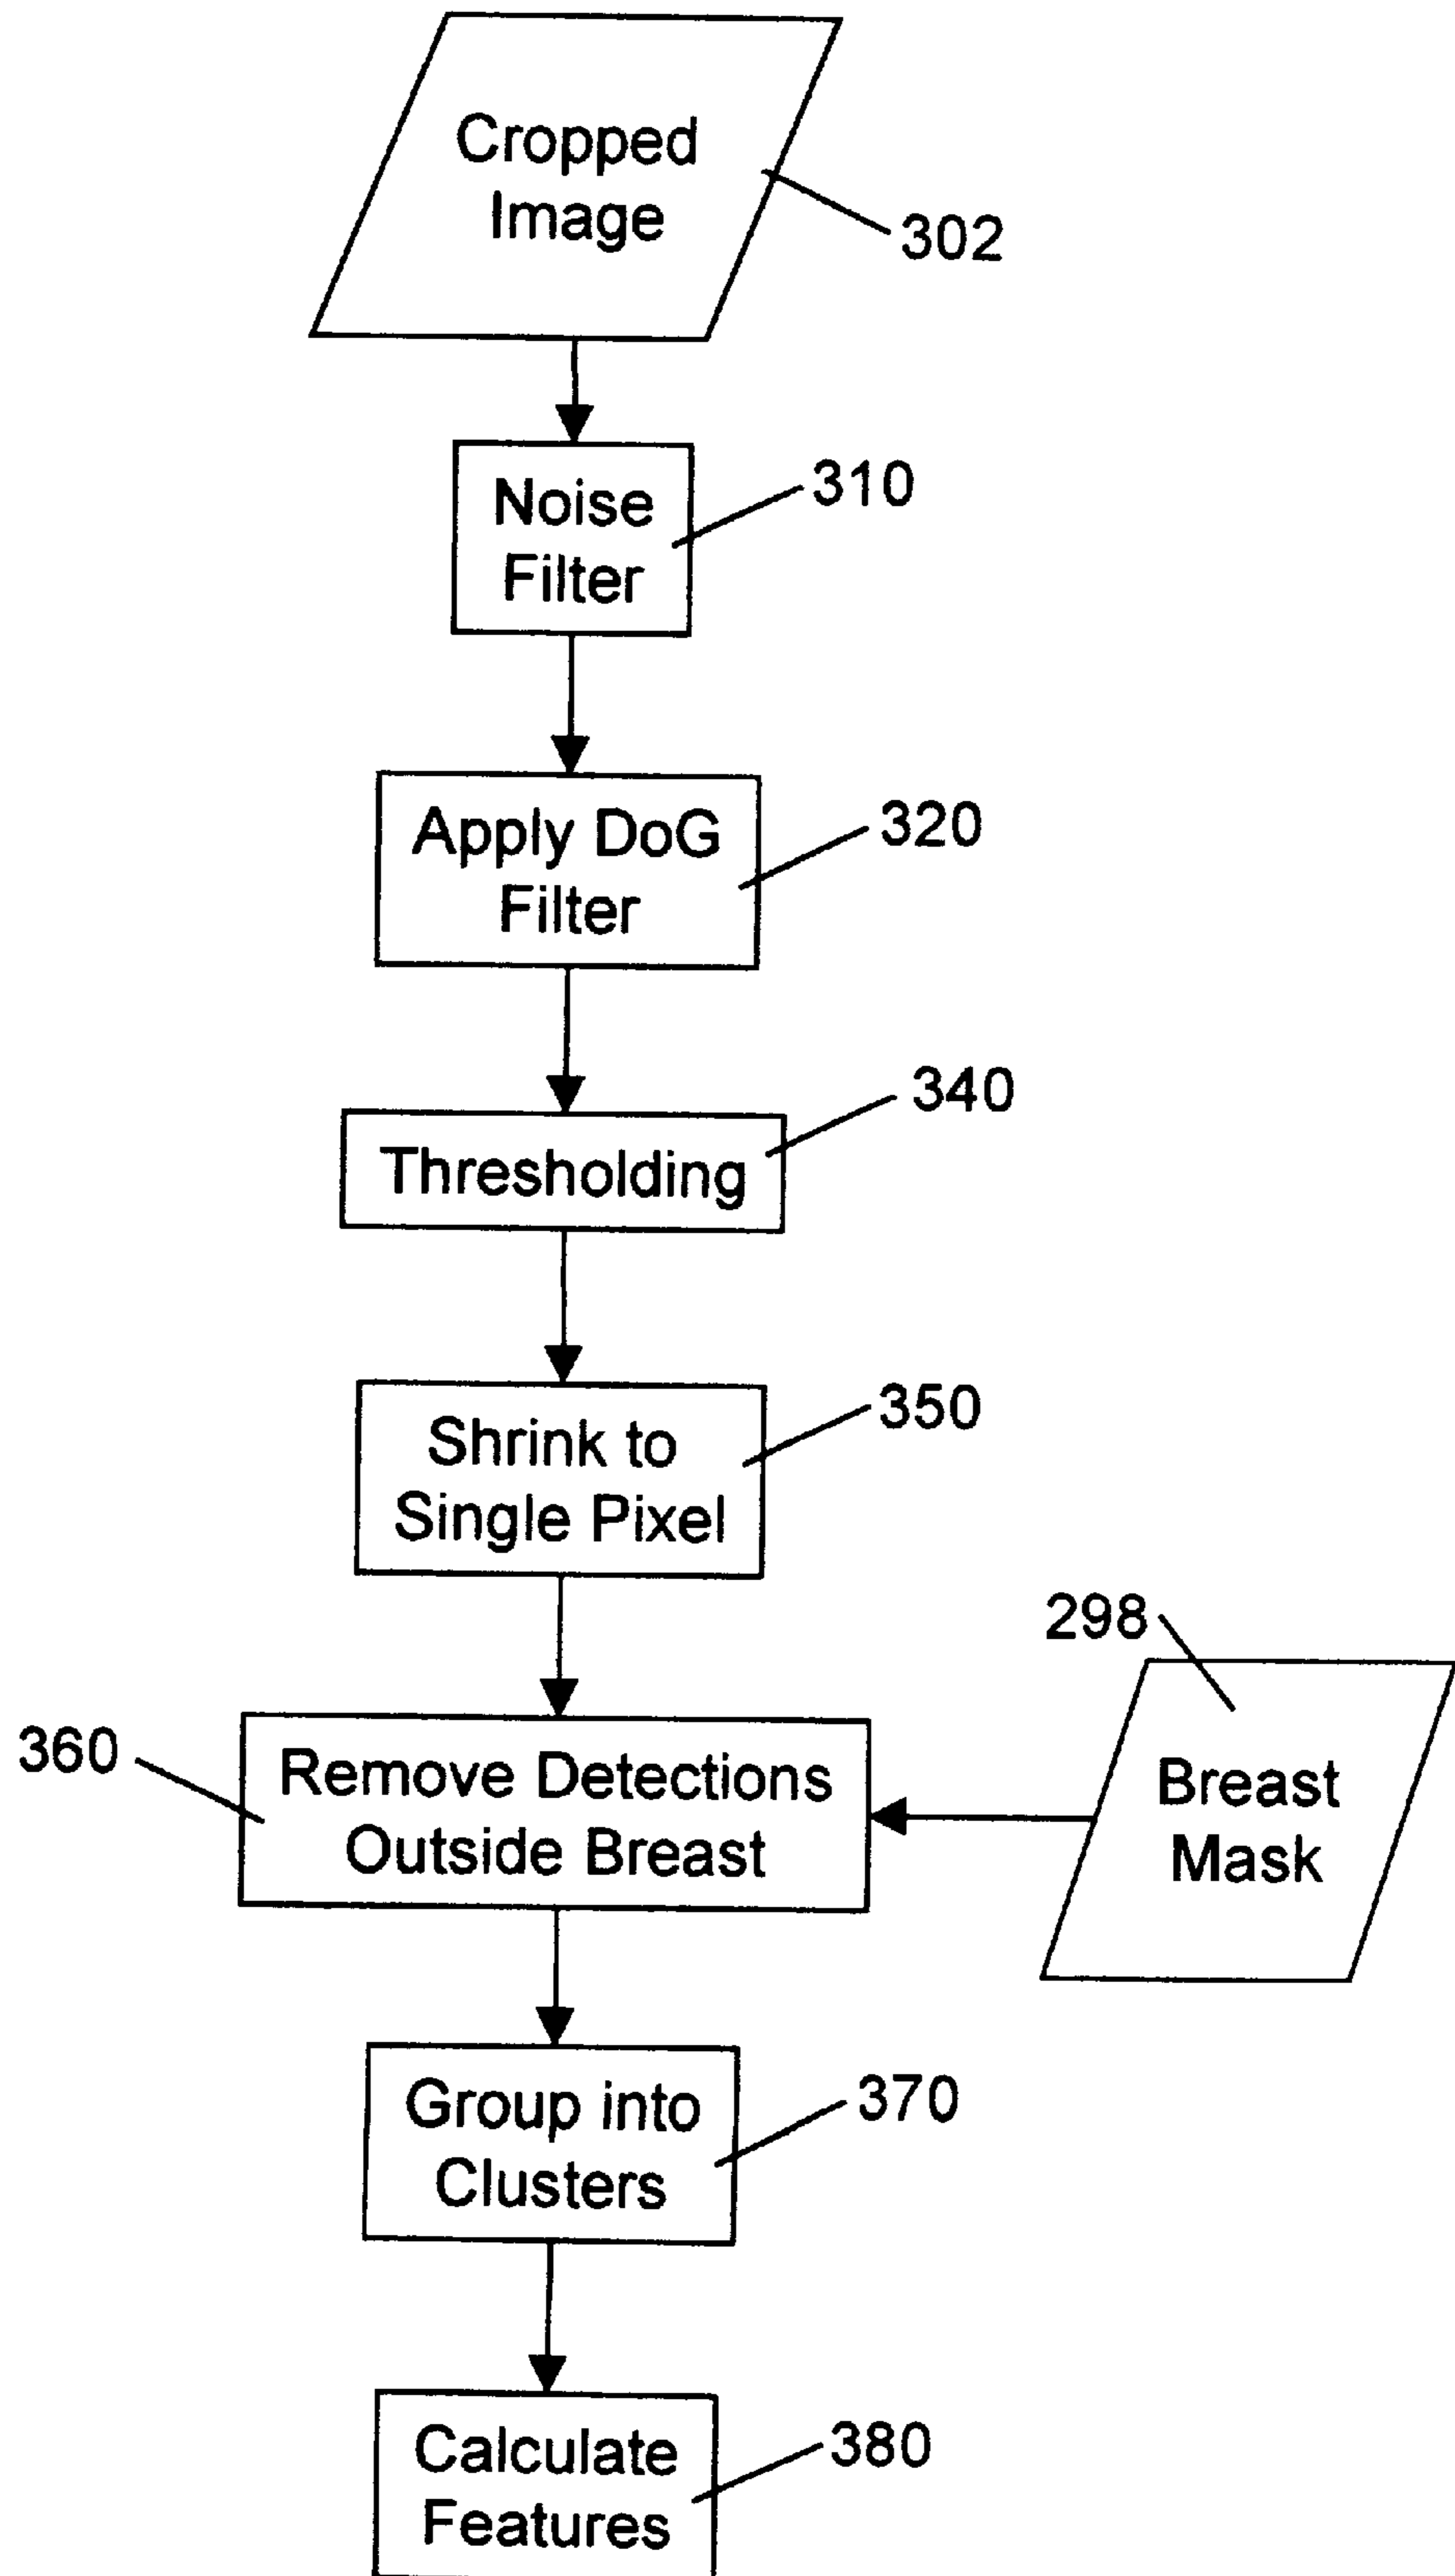 Cropped
Image
302
Noise
Filter
310
Apply DoG
Filter
320
Thresholding
340
Shrink to
Single Pixel
350
298
360
Remove Detections
Outside Breast
Breast
Mask
Group into
Clusters
370
Calculate
Features
380